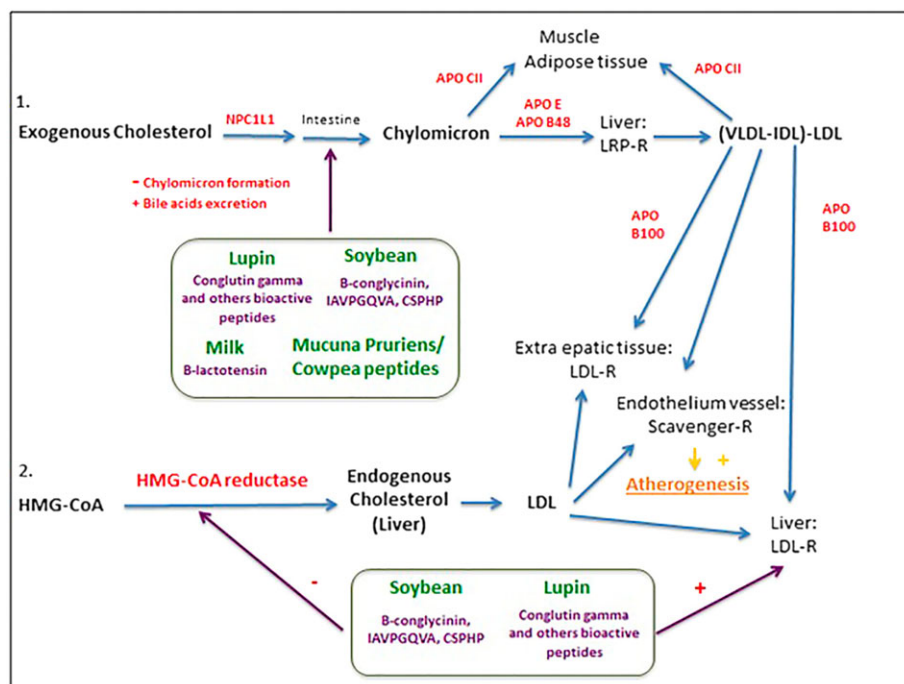 Muscle
Adipose tissue
APO CII
APO CII
1.
Exogenous Cholesterol
NPC1L1
Intestine
Chylomicron
APO E
APO B48
Liver:
LRP-R
(VLDL-IDL)-LDL
- Chylomicron formation
+ Bile acids excretion
APO
B100
APO
B100
Lupin
Conglutin gamma
and others bioactive
peptides
Soybean
B-conglycinin,
IAVPGQVA, CSPHP
Milk
B-lactotensin
Mucuna Pruriens/
Cowpea peptides
Extra epatic tissue:
LDL-R
Endothelium vessel:
Scavenger-R
+
Atherogenesis
2.
HMG-CoA
HMG-CoA reductase
Endogenous
Cholesterol
(Liver)
LDL
Liver:
LDL-R
-
+
Soybean
B-conglycinin,
IAVPGQVA, CSPHP
Lupin
Conglutin gamma
and others bioactive
peptides